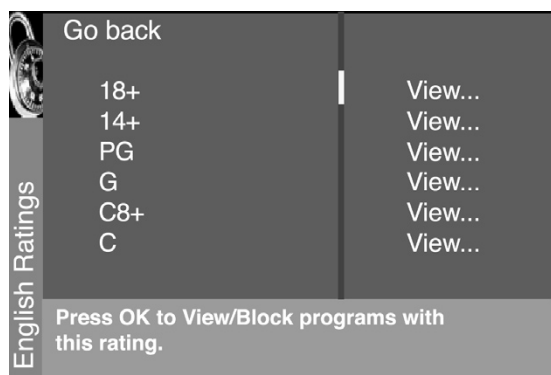 Go back
18+ View...
14+ View...
PG View...
G View...
C8+ View...
C View...
English Ratings
Press OK to View/Block programs with
this rating.